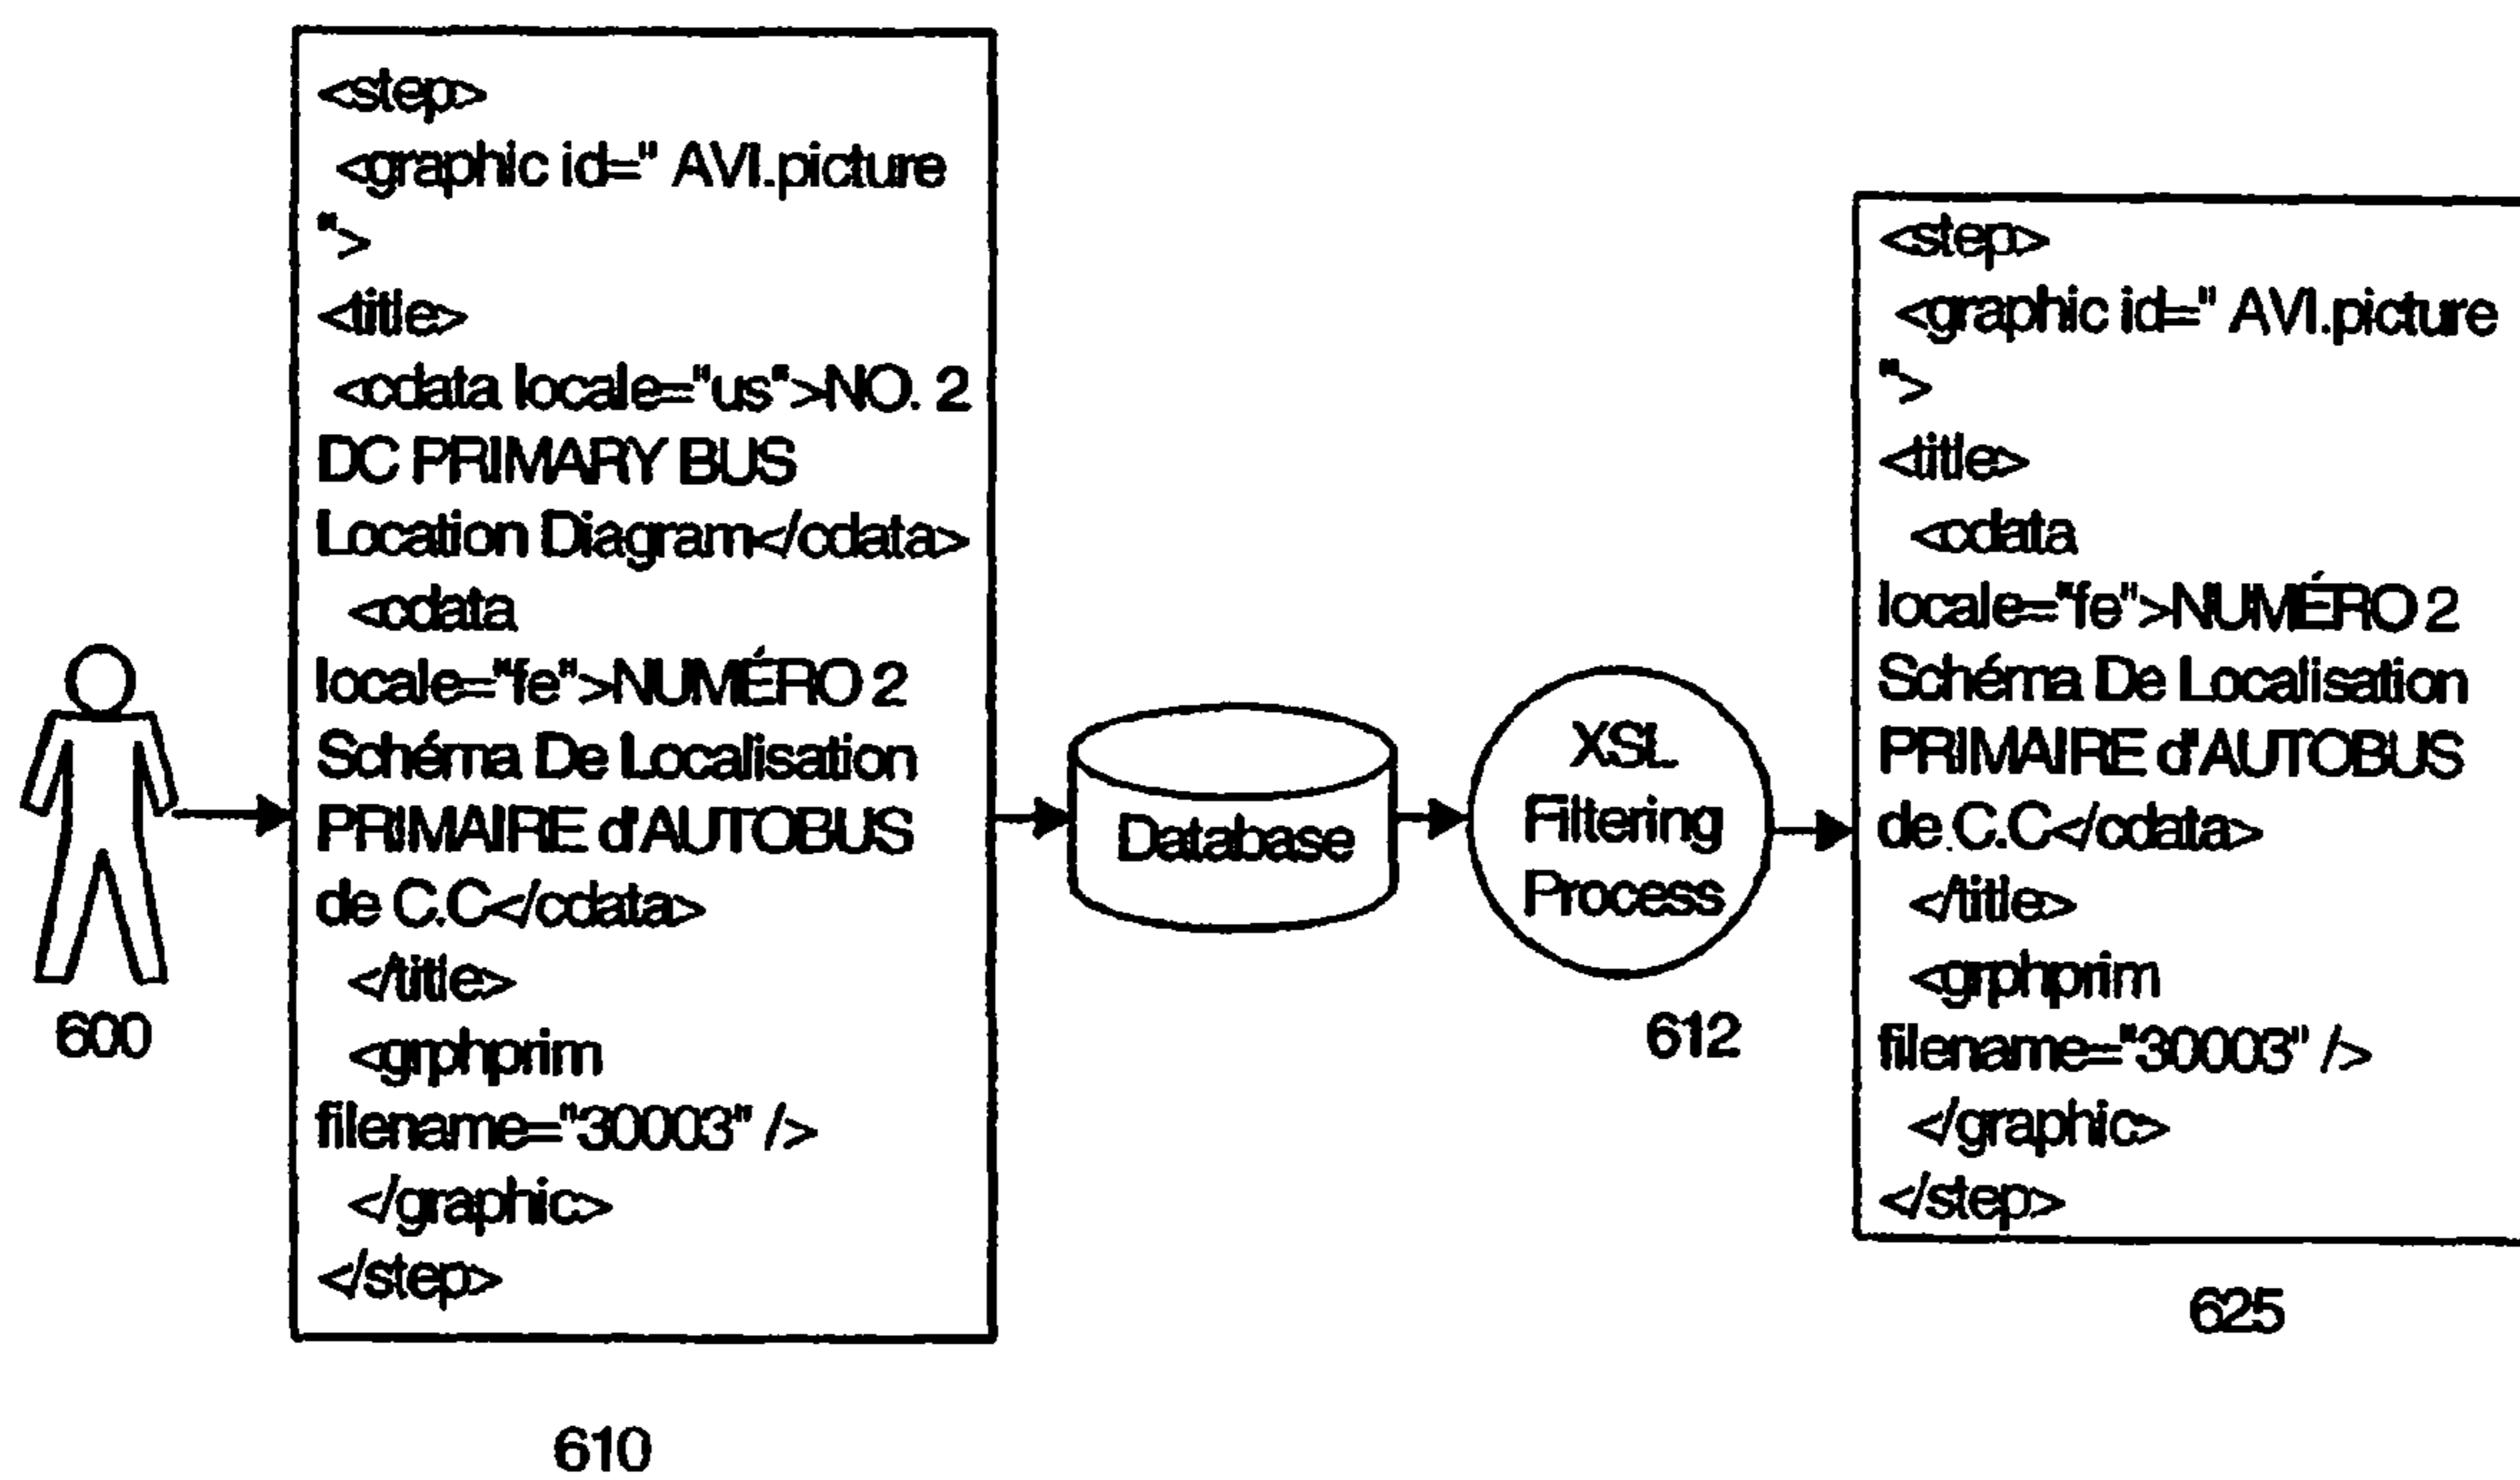 <step>
<graphic id=" AVI.picture
">
<title>
<cdata locale="us">NO. 2
DC PRIMARY BUS
Location Diagram</cdata>
<cdata
locale="fe">NUMÉRO 2
Schéma De Localisation
PRIMAIRE d'AUTOBUS
de C.C</cdata>
</title>
<grphprim
filename="30003" />
</graphic>
</step>
600
610
Database
XSL
Filtering
Process
612
<step>
<graphic id=" AVI.picture
">
<title>
<cdata
locale="fe">NUMÉRO 2
Schéma De Localisation
PRIMAIRE d'AUTOBUS
de C.C</cdata>
</title>
<grphprim
filename="30003" />
</graphic>
</step>
625